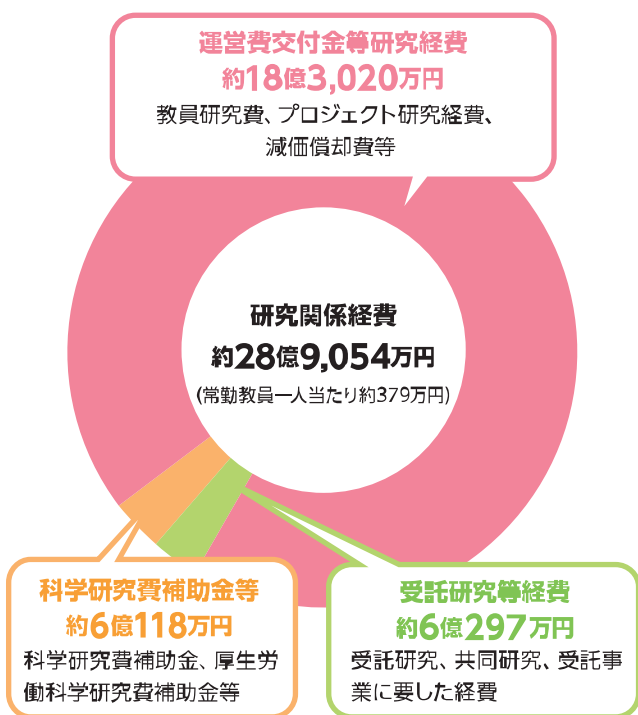 運営費交付金等研究経費
約18億3,020万円
教員研究費、プロジェクト研究経費、
減価償却費等
研究関係経費
約28億9,054万円
(常勤教員一人当たり約379万円)
科学研究費補助金等
約6億118万円
科学研究費補助金、厚生労
働科学研究費補助金等
受託研究等経費
約6億297万円
受託研究、共同研究、受託事
業に要した経費